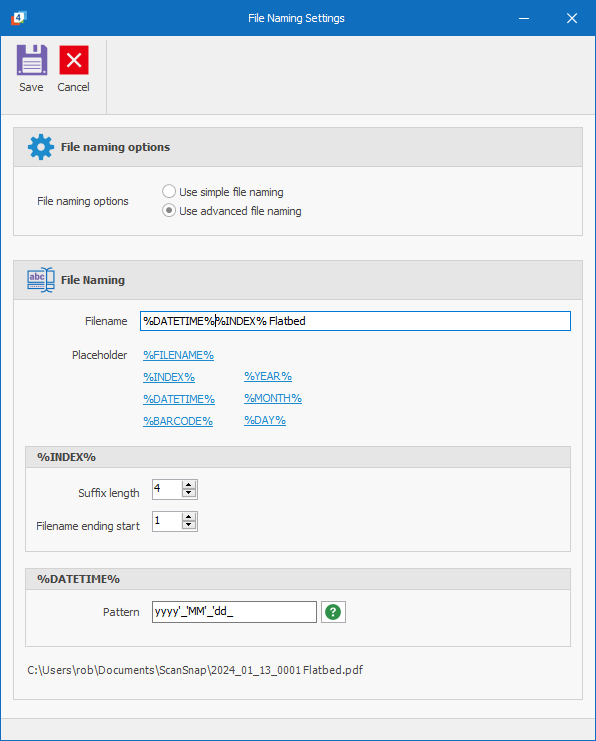 4
File Naming Settings
Save
Cancel
File naming options
File naming options
Use simple file naming
Use advanced file naming
abc
File Naming
Filename
%DATETIME%%INDEX% Flatbed
Placeholder
%FILENAME%
%INDEX%
%YEAR%
%DATETIME%
%MONTH%
%BARCODE%
%DAY%
%INDEX%
Suffix length
4
Filename ending start
1
%DATETIME%
Pattern
yyyy'_'MM'_'dd_
?
C:\Users\rob\Documents\ScanSnap\2024_01_13_0001 Flatbed.pdf